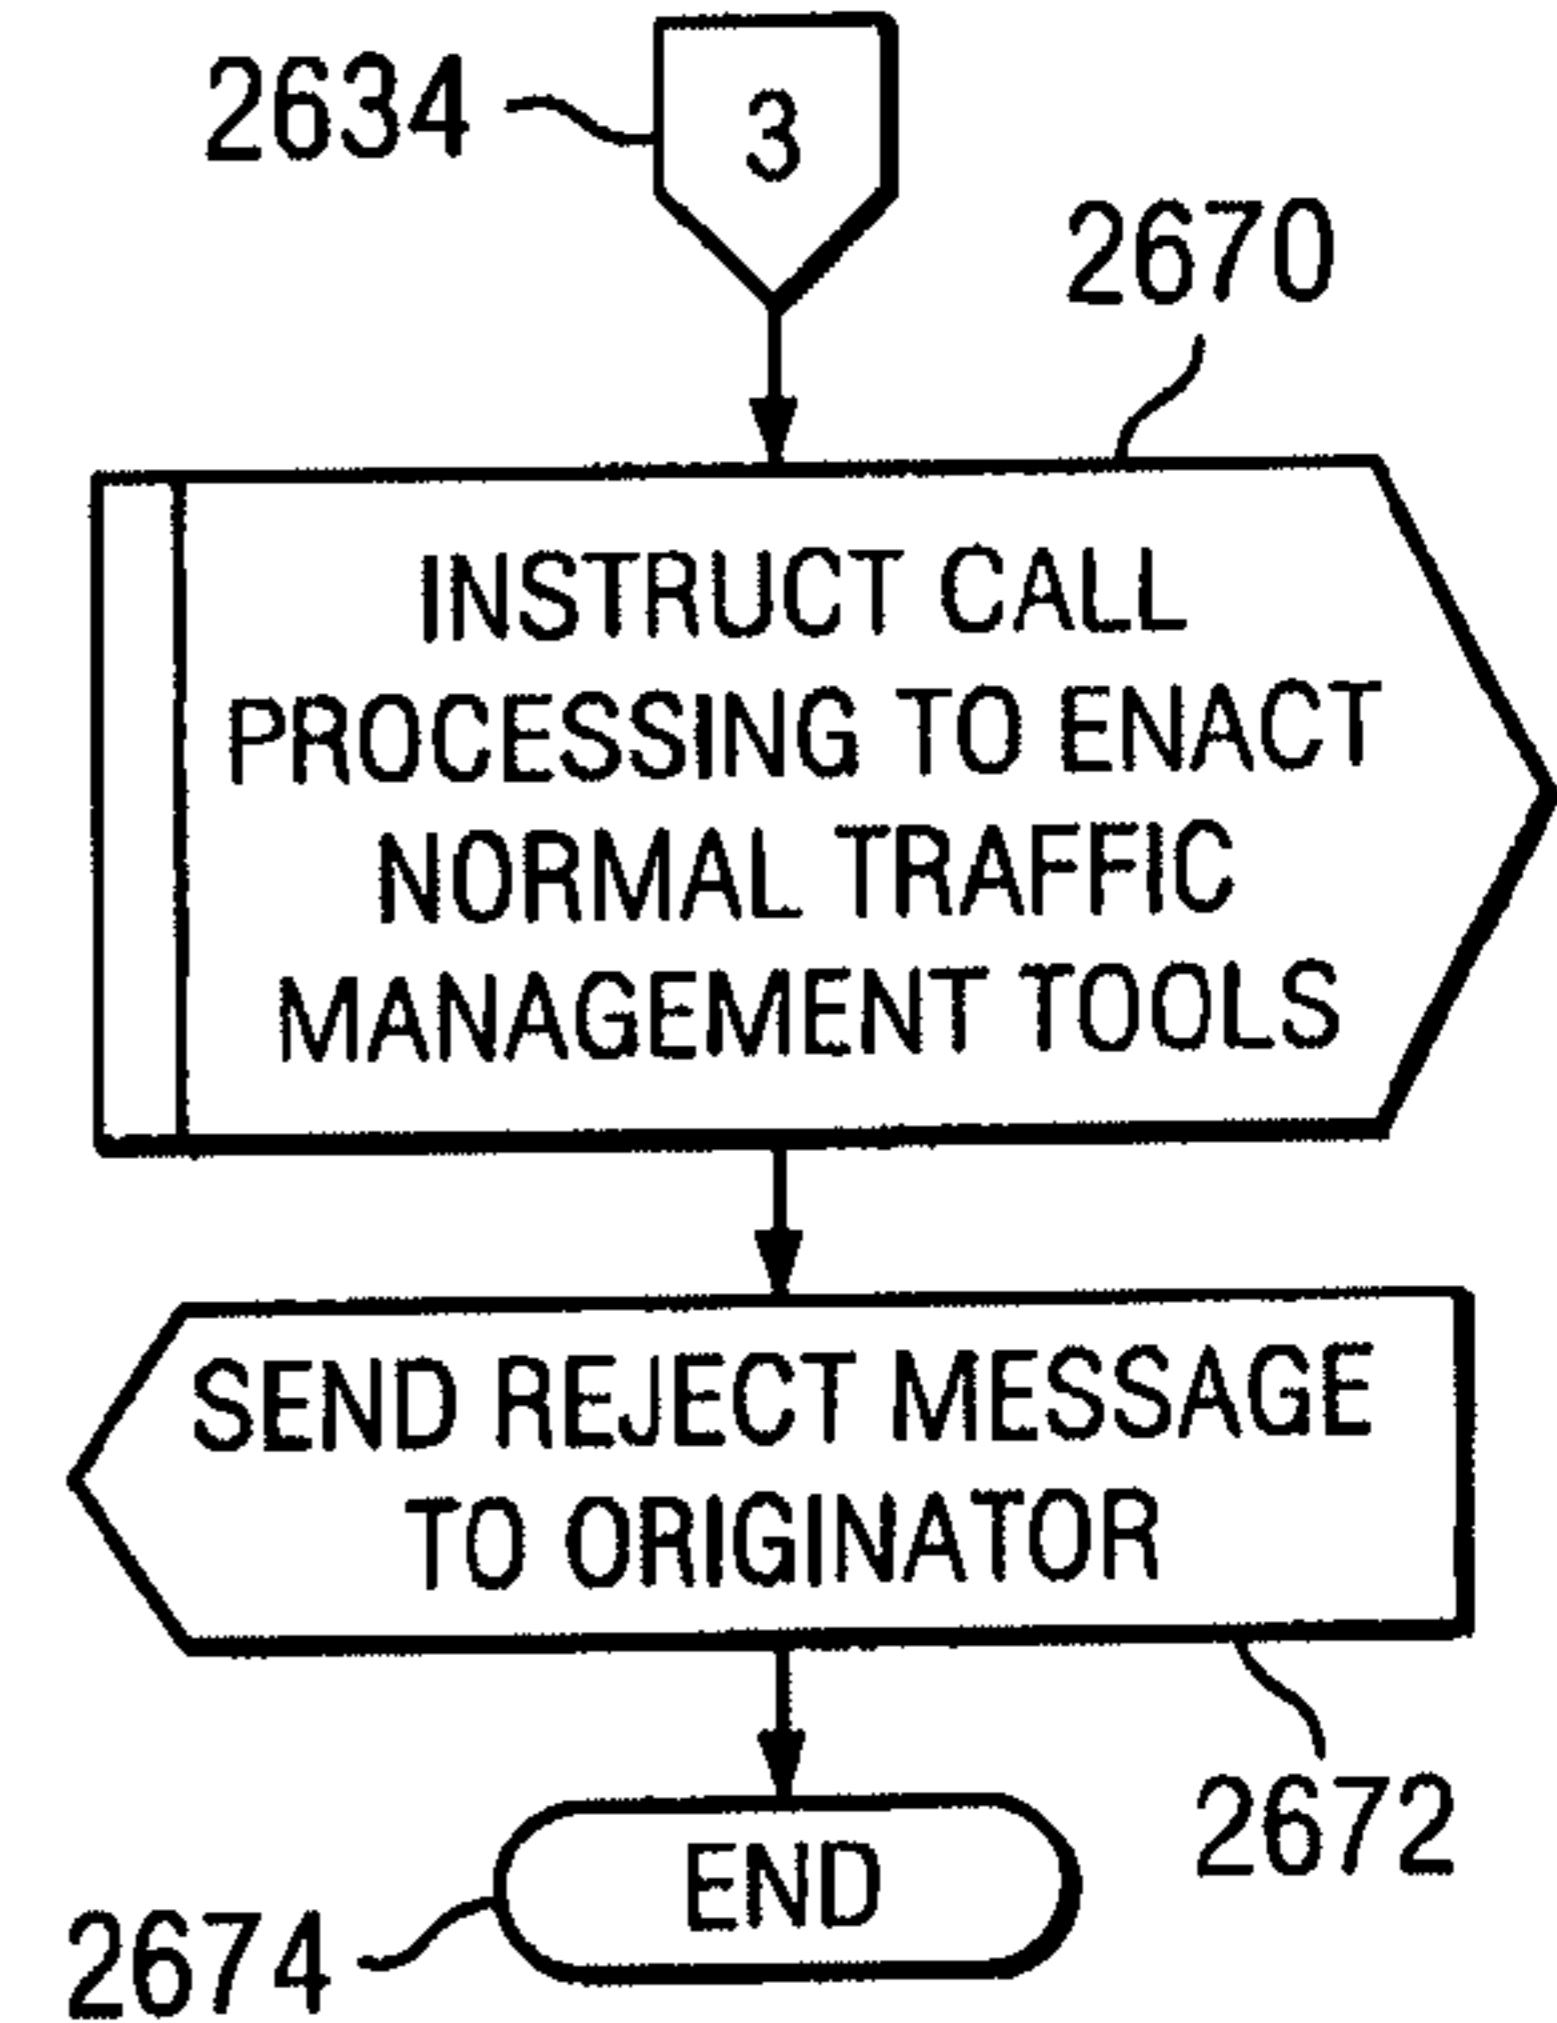 2634
3
2670
INSTRUCT CALL
PROCESSING TO ENACT
NORMAL TRAFFIC
MANAGEMENT TOOLS
SEND REJECT MESSAGE
TO ORIGINATOR
2672
END
2674